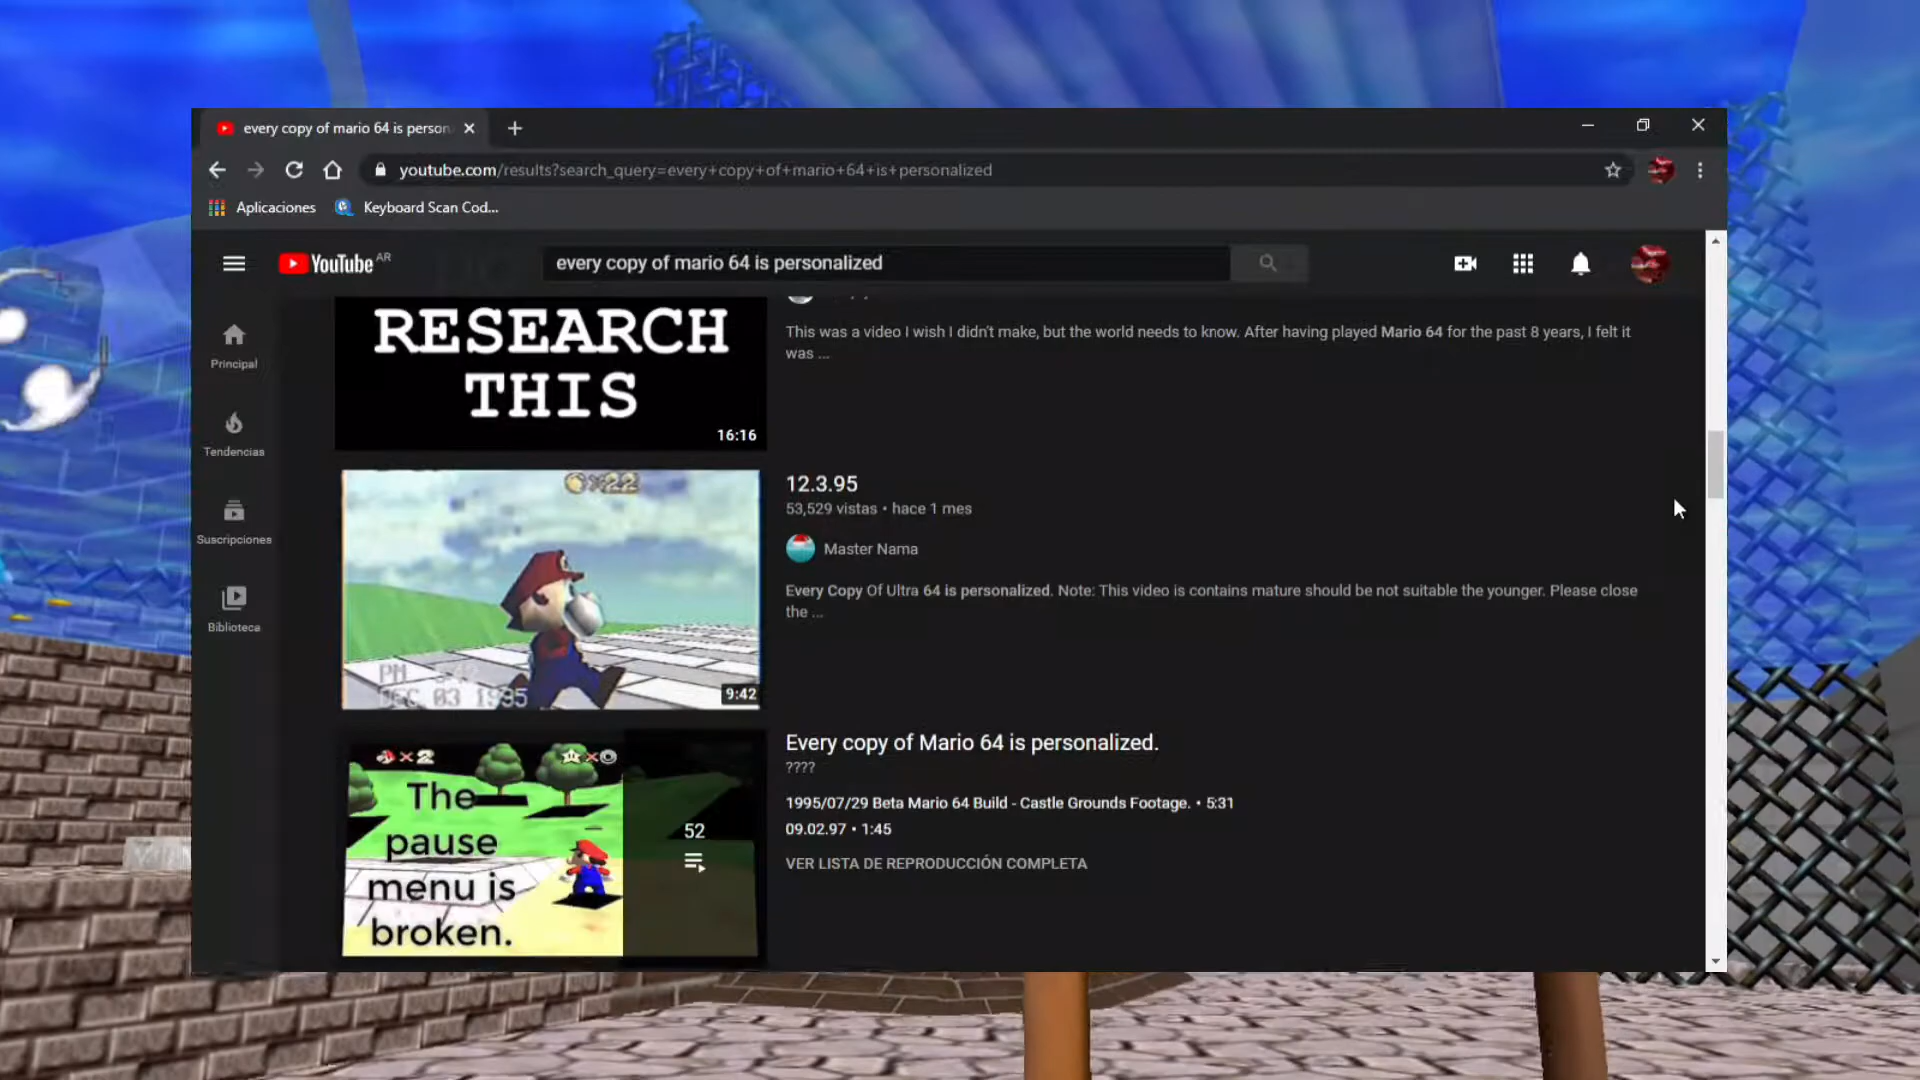 every copy of mario 64 is person
youtube.com/results?search_query=every+copy+of+mario+64+is+personalized
Aplicaciones
Keyboard Scan Cod...
YouTube AR
every copy of mario 64 is personalized
Principal
Tendencias
Suscripciones
Biblioteca
RESEARCH
THIS
16:16
This was a video I wish I didn't make, but the world needs to know. After having played Mario 64 for the past 8 years, I felt it
was ...
×22
PM
DEC 03 1995
9:42
12.3.95
53,529 vistas • hace 1 mes
Master Nama
Every Copy Of Ultra 64 is personalized. Note: This video is contains mature should be not suitable the younger. Please close
the ...
×2
×0
The
pause
menu is
broken.
52
Every copy of Mario 64 is personalized.
????
1995/07/29 Beta Mario 64 Build - Castle Grounds Footage. • 5:31
09.02.97 • 1:45
VER LISTA DE REPRODUCCIÓN COMPLETA